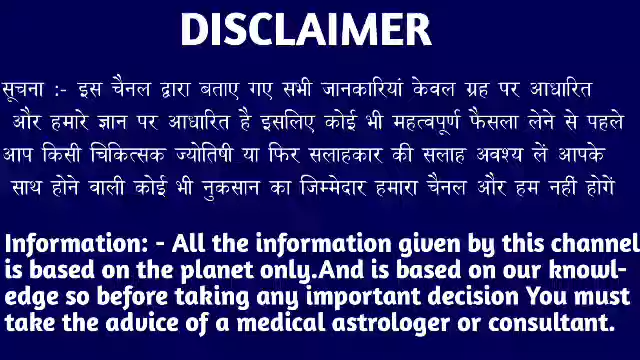 DISCLAIMER
सूचना :- इस चैनल द्वारा बताए गए सभी जानकारियां केवल ग्रह पर आधारित
और हमारे ज्ञान पर आधारित है इसलिए कोई भी महत्वपूर्ण फैसला लेने से पहले
आप किसी चिकित्सक ज्योतिषी या फिर सलाहकार की सलाह अवश्य लें आपके
साथ होने वाली कोई भी नुकसान का जिम्मेदार हमारा चैनल और हम नहीं होगें
Information: - All the information given by this channel
is based on the planet only.And is based on our knowl-
edge so before taking any important decision You must
take the advice of a medical astrologer or consultant.